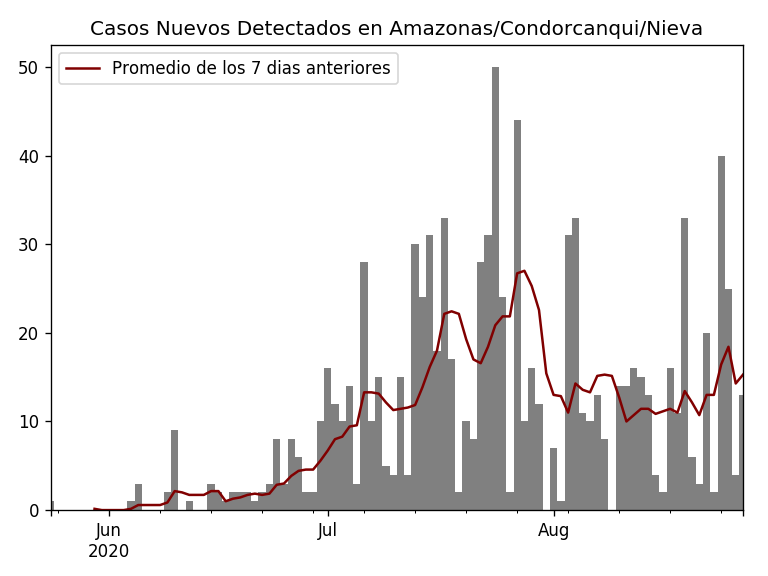 Casos Nuevos Detectados en Amazonas/Condorcanqui/Nieva
Promedio de los 7 dias anteriores
50
40
30
20
10
0
Jun
2020
Jul
Aug